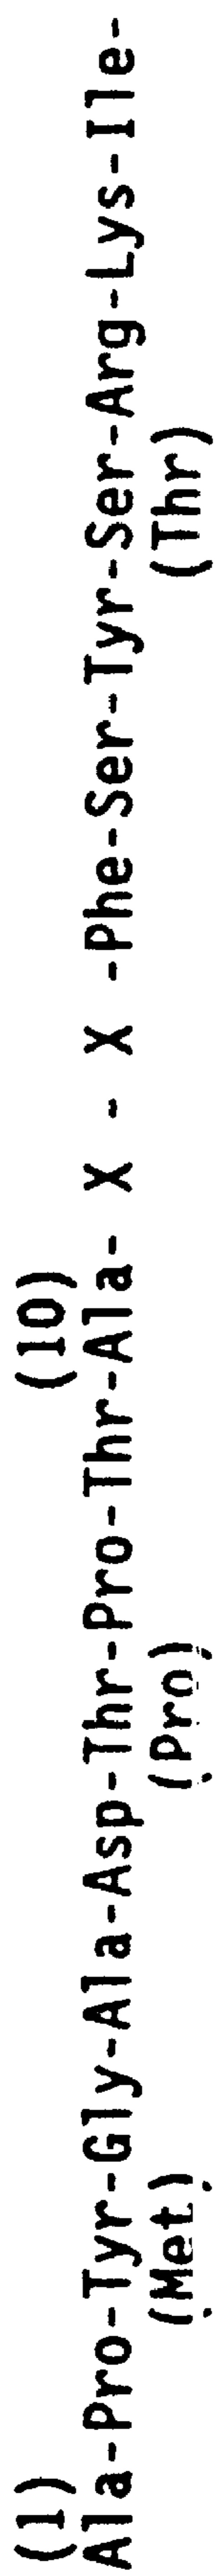 (1) (10)
Ala-Pro-Tyr-Gly-Ala-Asp-Thr-Pro-Thr-Ala- X - X -Phe-Ser-Tyr-Ser-Arg-Lys-Ile-
(Met) (Pro) (Thr)